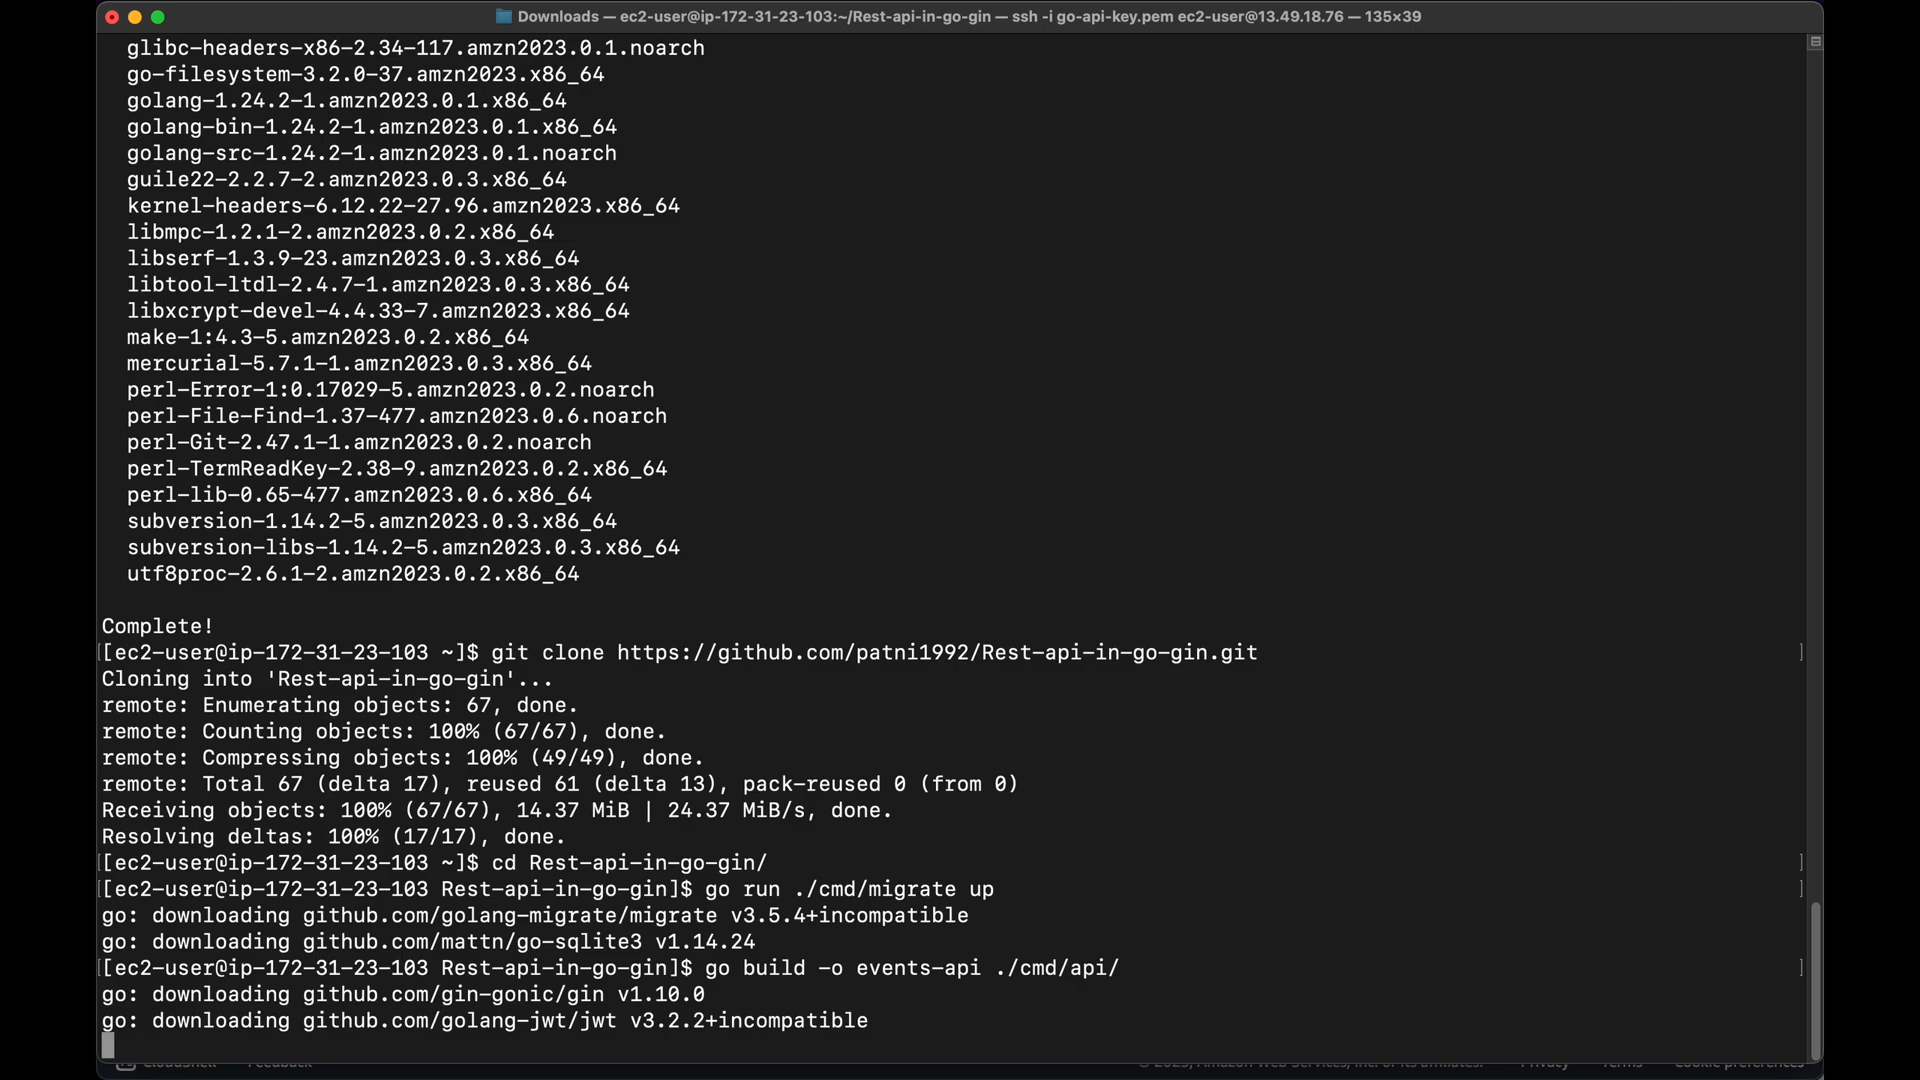 Downloads — ec2-user@ip-172-31-23-103:~/Rest-api-in-go-gin — ssh -i go-api-key.pem ec2-user@13.49.18.76 — 135×39
glibc-headers-x86-2.34-117.amzn2023.0.1.noarch
go-filesystem-3.2.0-37.amzn2023.x86_64
golang-1.24.2-1.amzn2023.0.1.x86_64
golang-bin-1.24.2-1.amzn2023.0.1.x86_64
golang-src-1.24.2-1.amzn2023.0.1.noarch
guile22-2.2.7-2.amzn2023.0.3.x86_64
kernel-headers-6.12.22-27.96.amzn2023.x86_64
libmpc-1.2.1-2.amzn2023.0.2.x86_64
libserf-1.3.9-23.amzn2023.0.3.x86_64
libtool-ltdl-2.4.7-1.amzn2023.0.3.x86_64
libxcrypt-devel-4.4.33-7.amzn2023.x86_64
make-1:4.3-5.amzn2023.0.2.x86_64
mercurial-5.7.1-1.amzn2023.0.3.x86_64
perl-Error-1:0.17029-5.amzn2023.0.2.noarch
perl-File-Find-1.37-477.amzn2023.0.6.noarch
perl-Git-2.47.1-1.amzn2023.0.2.noarch
perl-TermReadKey-2.38-9.amzn2023.0.2.x86_64
perl-lib-0.65-477.amzn2023.0.6.x86_64
subversion-1.14.2-5.amzn2023.0.3.x86_64
subversion-libs-1.14.2-5.amzn2023.0.3.x86_64
utf8proc-2.6.1-2.amzn2023.0.2.x86_64
Complete!
[[ec2-user@ip-172-31-23-103 ~]$ git clone https://github.com/patni1992/Rest-api-in-go-gin.git ]
Cloning into 'Rest-api-in-go-gin'...
remote: Enumerating objects: 67, done.
remote: Counting objects: 100% (67/67), done.
remote: Compressing objects: 100% (49/49), done.
remote: Total 67 (delta 17), reused 61 (delta 13), pack-reused 0 (from 0)
Receiving objects: 100% (67/67), 14.37 MiB | 24.37 MiB/s, done.
Resolving deltas: 100% (17/17), done.
[[ec2-user@ip-172-31-23-103 ~]$ cd Rest-api-in-go-gin/ ]
[[ec2-user@ip-172-31-23-103 Rest-api-in-go-gin]$ go run ./cmd/migrate up ]
go: downloading github.com/golang-migrate/migrate v3.5.4+incompatible
go: downloading github.com/mattn/go-sqlite3 v1.14.24
[[ec2-user@ip-172-31-23-103 Rest-api-in-go-gin]$ go build -o events-api ./cmd/api/ ]
go: downloading github.com/gin-gonic/gin v1.10.0
go: downloading github.com/golang-jwt/jwt v3.2.2+incompatible